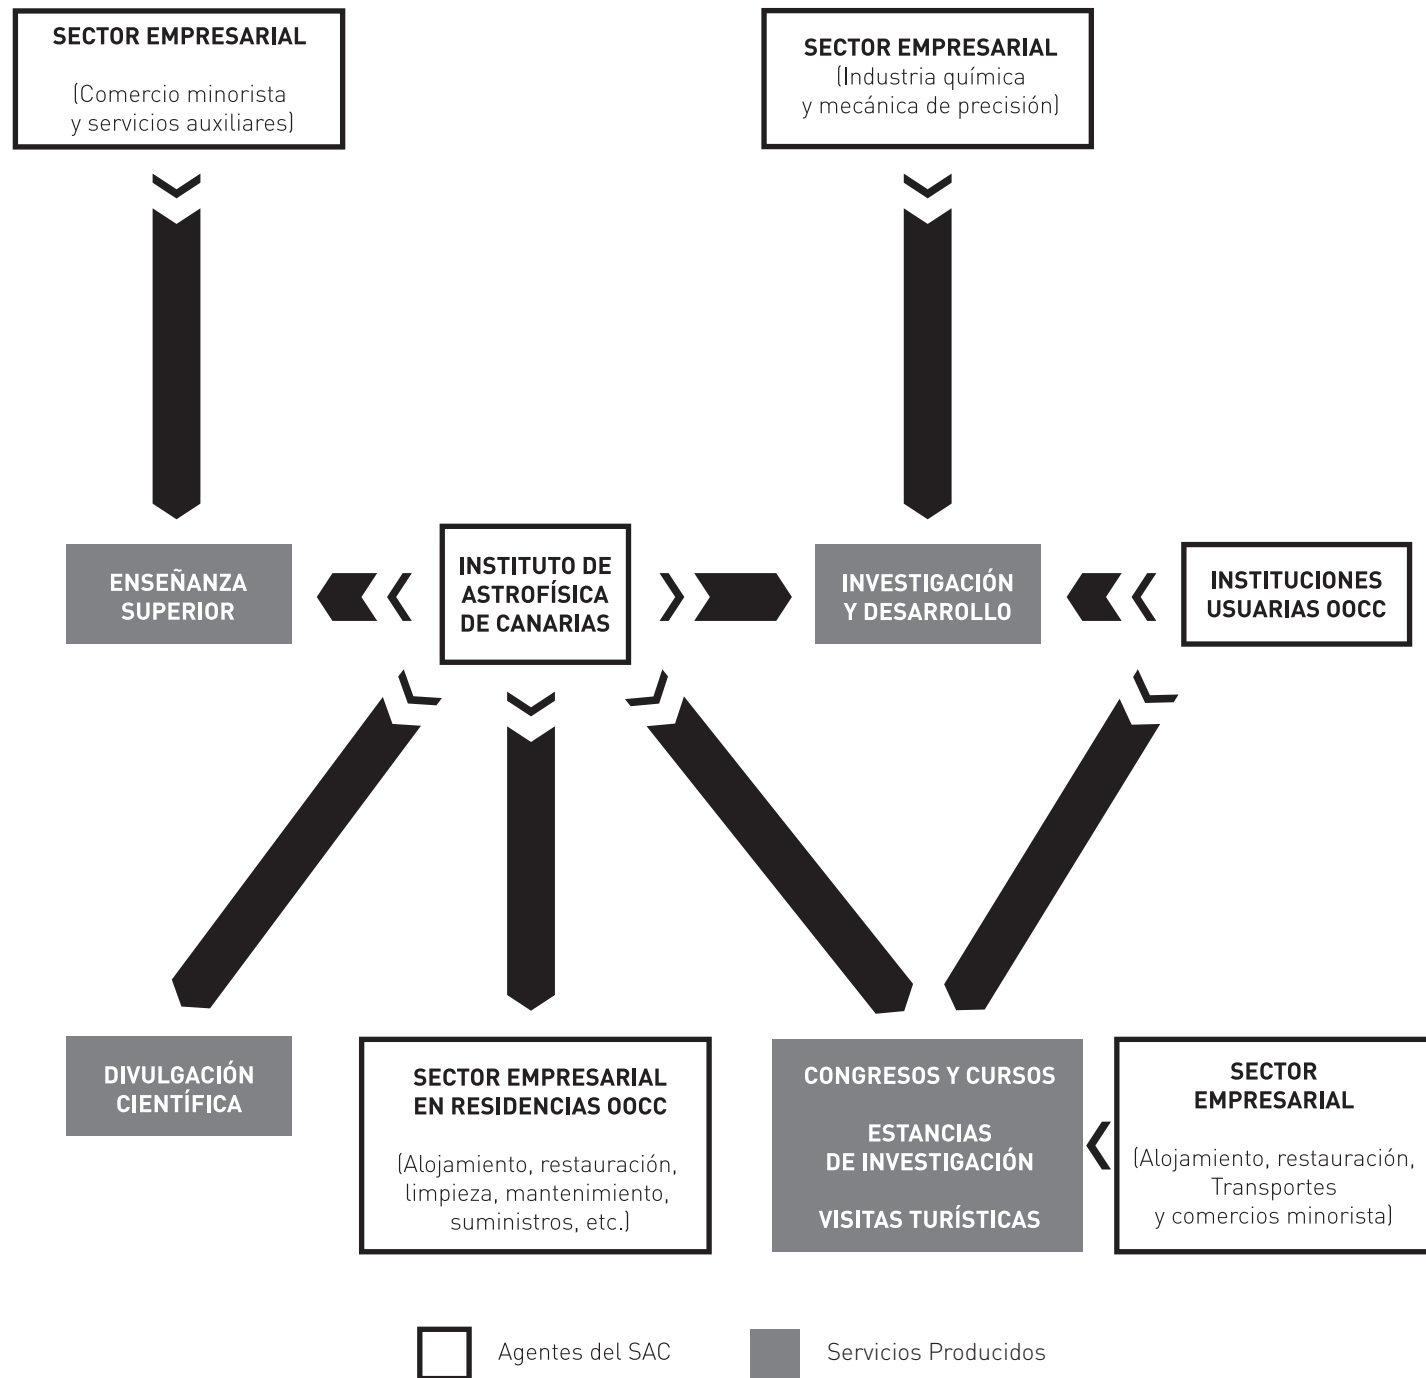 SECTOR EMPRESARIAL
(Comercio minorista
y servicios auxiliares)
SECTOR EMPRESARIAL
(Industria química
y mecánica de precisión)
ENSEÑANZA
SUPERIOR
INSTITUTO DE
ASTROFÍSICA
DE CANARIAS
INVESTIGACIÓN
Y DESARROLLO
INSTITUCIONES
USUARIAS OOCC
DIVULGACIÓN
CIENTÍFICA
SECTOR EMPRESARIAL
EN RESIDENCIAS OOCC
(Alojamiento, restauración,
limpieza, mantenimiento,
suministros, etc.)
CONGRESOS Y CURSOS
ESTANCIAS
DE INVESTIGACIÓN
VISITAS TURÍSTICAS
SECTOR
EMPRESARIAL
(Alojamiento, restauración,
Transportes
y comercios minorista)
Agentes del SAC
Servicios Producidos